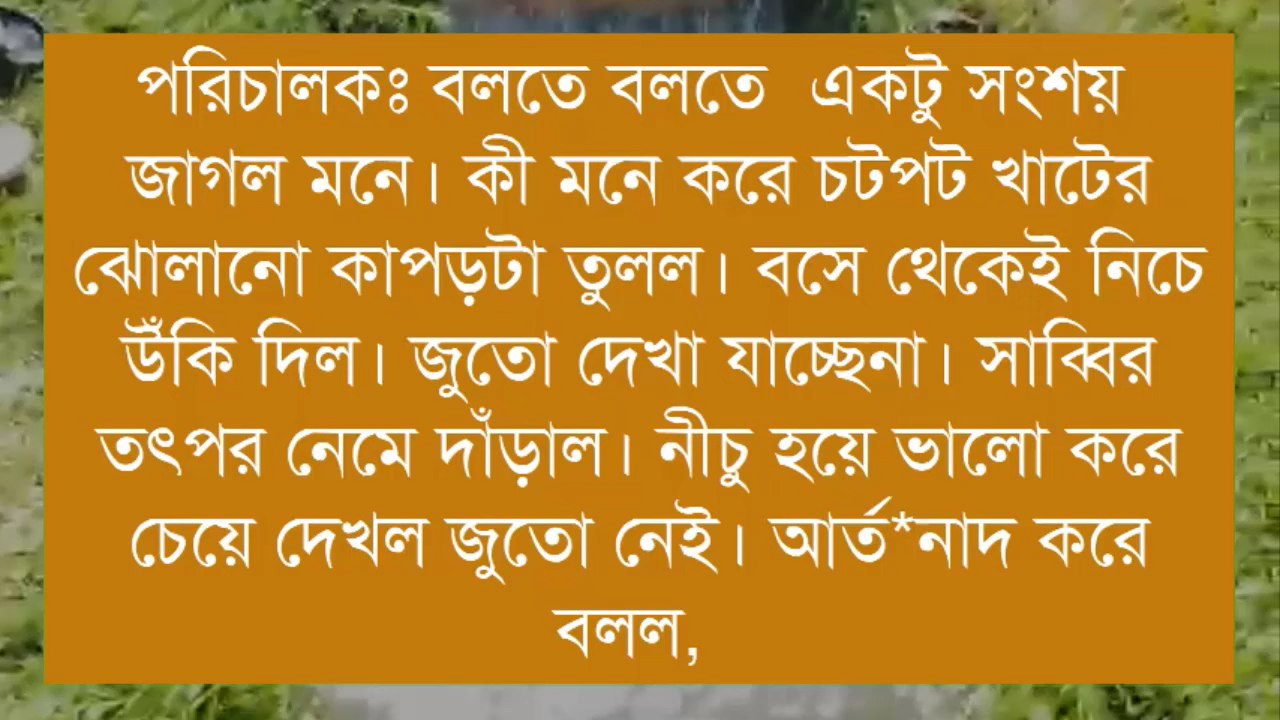 পরিচালকঃ বলতে বলতে  একটু সংশয়
জাগল মনে। কী মনে করে চটপট খাটের
ঝোলানো কাপড়টা তুলল। বসে থেকেই নিচে
উঁকি দিল। জুতো দেখা যাচ্ছেনা। সাব্বির
তৎপর নেমে দাঁড়াল। নীচু হয়ে ভালো করে
চেয়ে দেখল জুতো নেই। আর্ত*নাদ করে
বলল,